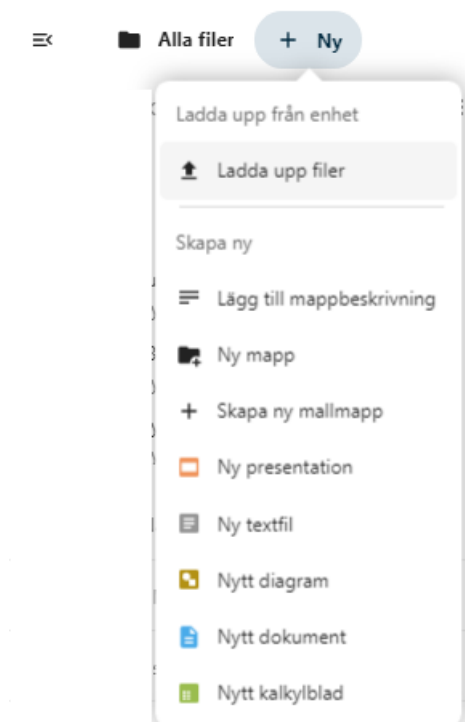 Alla filer + Ny
Ladda upp från enhet
Ladda upp filer
Skapa ny
Lägg till mappbeskrivning
Ny mapp
Skapa ny mallmapp
Ny presentation
Ny textfil
Nytt diagram
Nytt dokument
Nytt kalkylblad